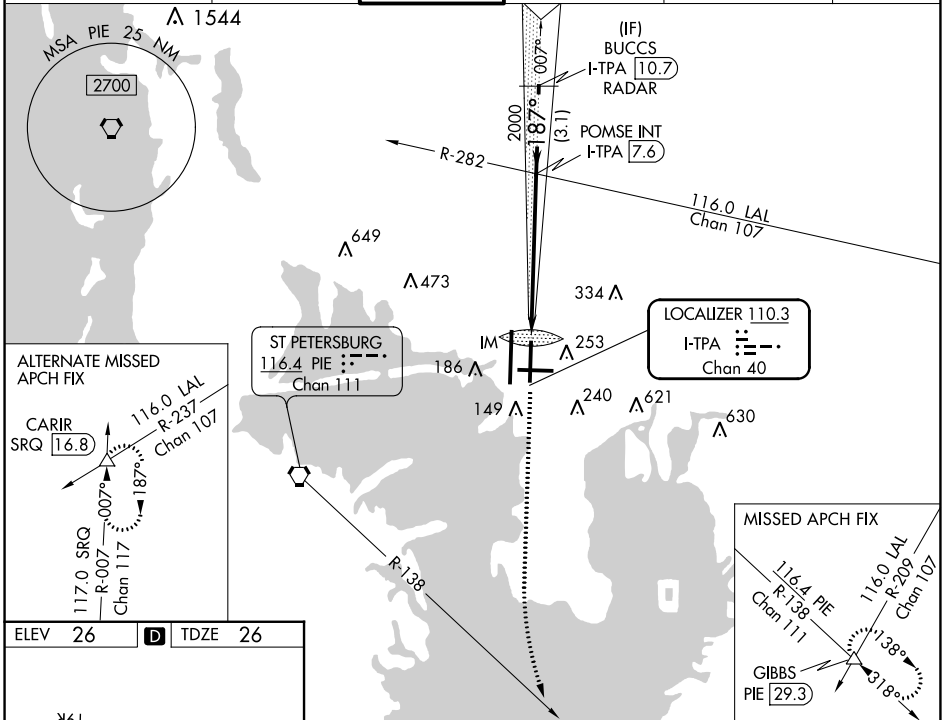 1544
MSA PIE 25 NM
2700
(IF)
BUCCS
I-TPA 10.7
RADAR
007°
2000
187°
(3.1)
POMSE INT
I-TPA 7.6
R-282
116.0 LAL
Chan 107
649
473
334
IM
253
186
149
240
621
630
ST PETERSBURG
116.4 PIE
Chan 111
LOCALIZER 110.3
I-TPA
Chan 40
R-138
ALTERNATE MISSED
APCH FIX
CARIR
SRQ 16.8
116.0 LAL
R-237
Chan 107
007°
187°
117.0 SRQ
R-007
Chan 117
MISSED APCH FIX
116.4 PIE
R-138
Chan 111
116.0 LAL
R-209
Chan 107
GIBBS
PIE 29.3
138°
318°
ELEV 26 D TDZE 26